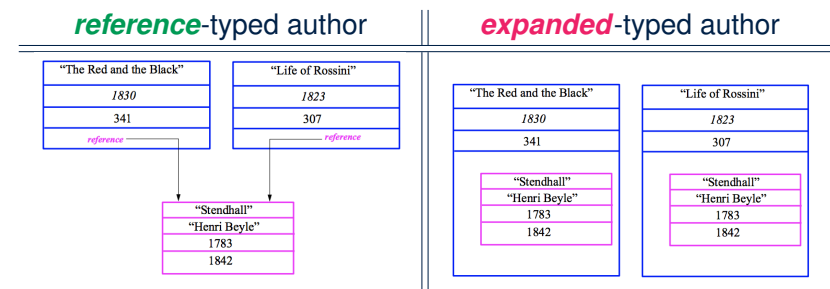 reference-typed author
“The Red and the Black”
1830
341
reference
“Life of Rossini”
1823
307
reference
“Stendhall”
“Henri Beyle”
1783
1842
expanded-typed author
“The Red and the Black”
1830
341
“Stendhall”
“Henri Beyle”
1783
1842
“Life of Rossini”
1823
307
“Stendhall”
“Henri Beyle”
1783
1842